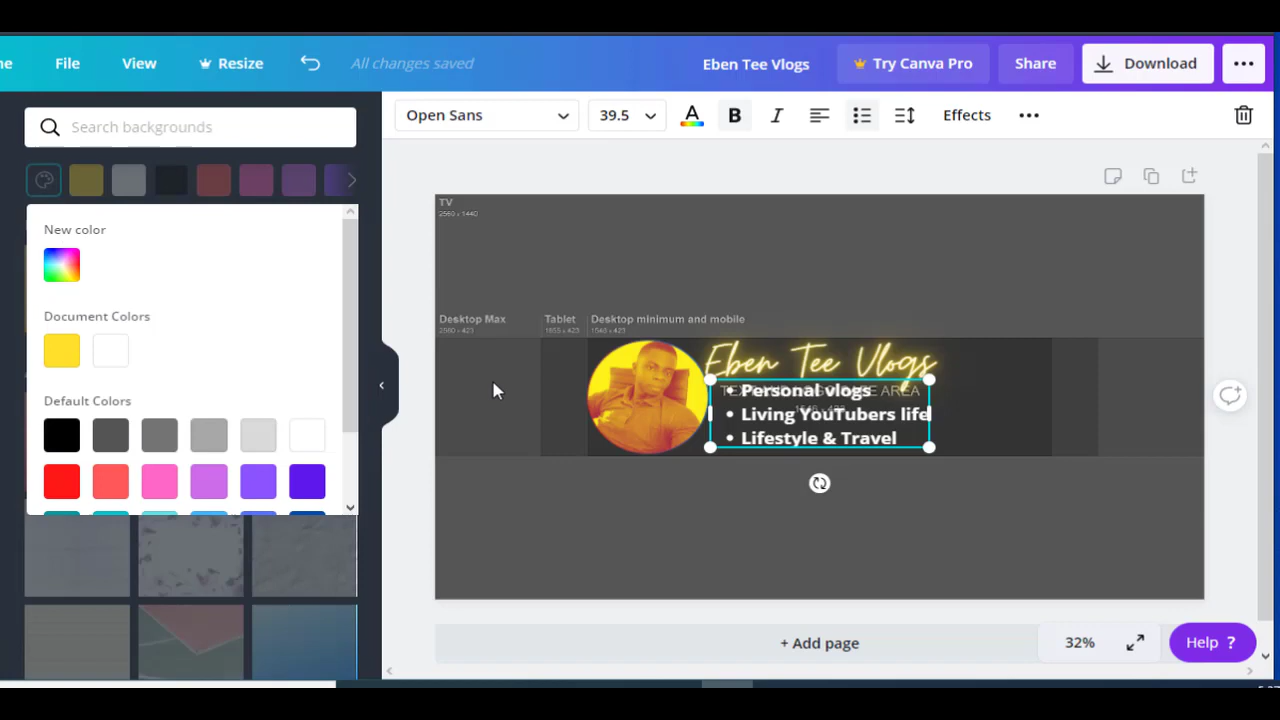 ne
File
View
Resize
All changes saved
Eben Tee Vlogs
Try Canva Pro
Share
Download
Search backgrounds
Open Sans
39.5
A
B
I
Effects
New color
Document Colors
Default Colors
TV
2560 x 1440
Desktop Max
2560 x 423
Tablet
1855 x 423
Desktop minimum and mobile
1546 x 423
Eben Tee Vlogs
• Personal vlogs
• Living YouTubers life
• Lifestyle & Travel
+ Add page
32%
Help ?